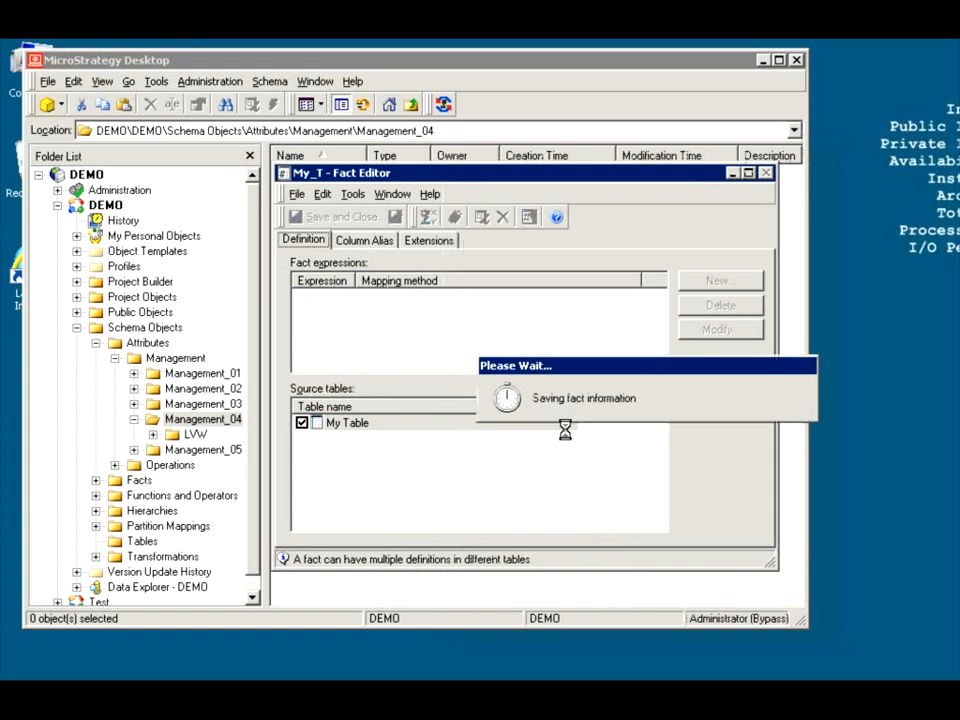 MicroStrategy Desktop
File Edit View Go Tools Administration Schema Window Help
Location: DEMO\DEMO\Schema Objects\Attributes\Management\Management_04
Folder List
Name Type Owner Creation Time Modification Time Description
DEMO
Administration
DEMO
History
My Personal Objects
Object Templates
Profiles
Project Builder
Project Objects
Public Objects
Schema Objects
Attributes
Management
Management_01
Management_02
Management_03
Management_04
LVW
Management_05
Operations
Facts
Functions and Operators
Hierarchies
Partition Mappings
Tables
Transformations
Version Update History
Data Explorer - DEMO
Test
My_T - Fact Editor
File Edit Tools Window Help
Save and Close
Definition Column Alias Extensions
Fact expressions:
Expression Mapping method
New...
Delete
Modify...
Source tables:
Table name
My Table
Please Wait...
Saving fact information
A fact can have multiple definitions in different tables
0 object(s) selected DEMO DEMO Administrator (Bypass)
Public
Private
Process
I/O